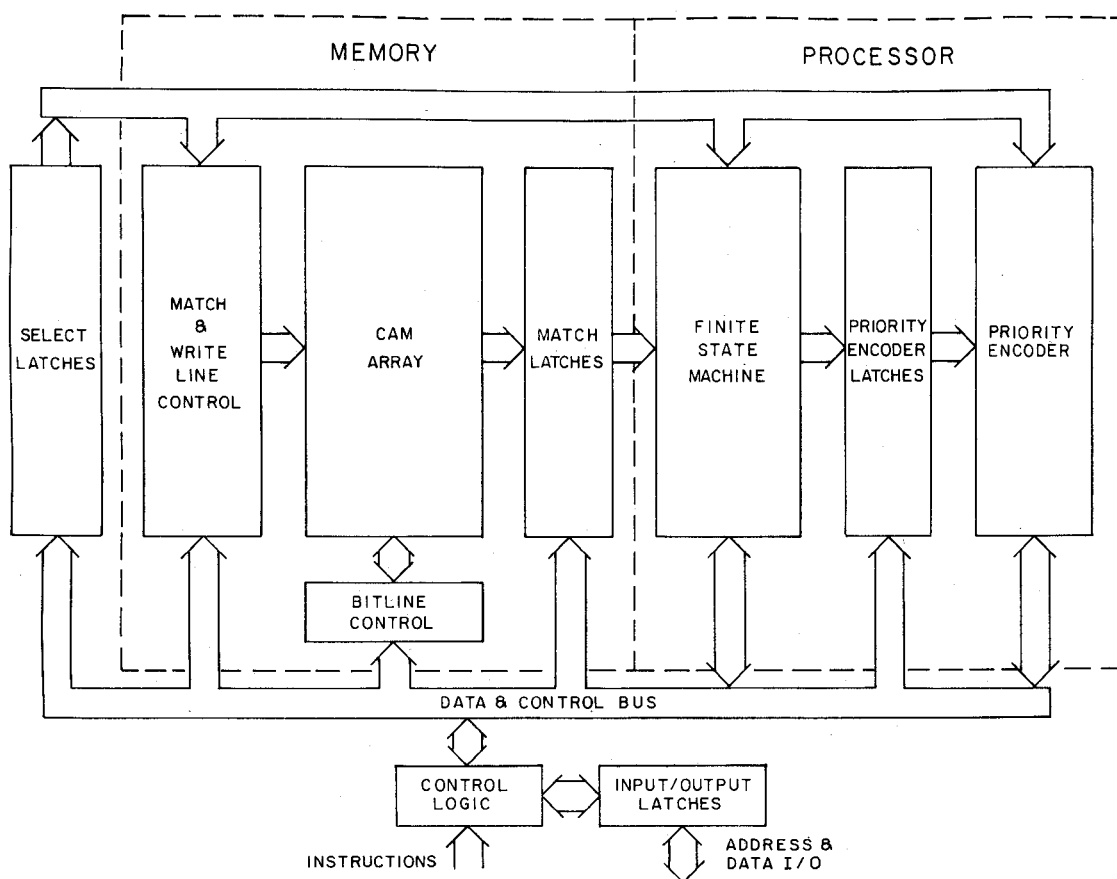 MEMORY
PROCESSOR
SELECT
LATCHES
MATCH
&
WRITE
LINE
CONTROL
CAM
ARRAY
MATCH
LATCHES
FINITE
STATE
MACHINE
PRIORITY
ENCODER
LATCHES
PRIORITY
ENCODER
BITLINE
CONTROL
DATA & CONTROL BUS
CONTROL
LOGIC
INPUT/OUTPUT
LATCHES
INSTRUCTIONS
ADDRESS &
DATA I/O